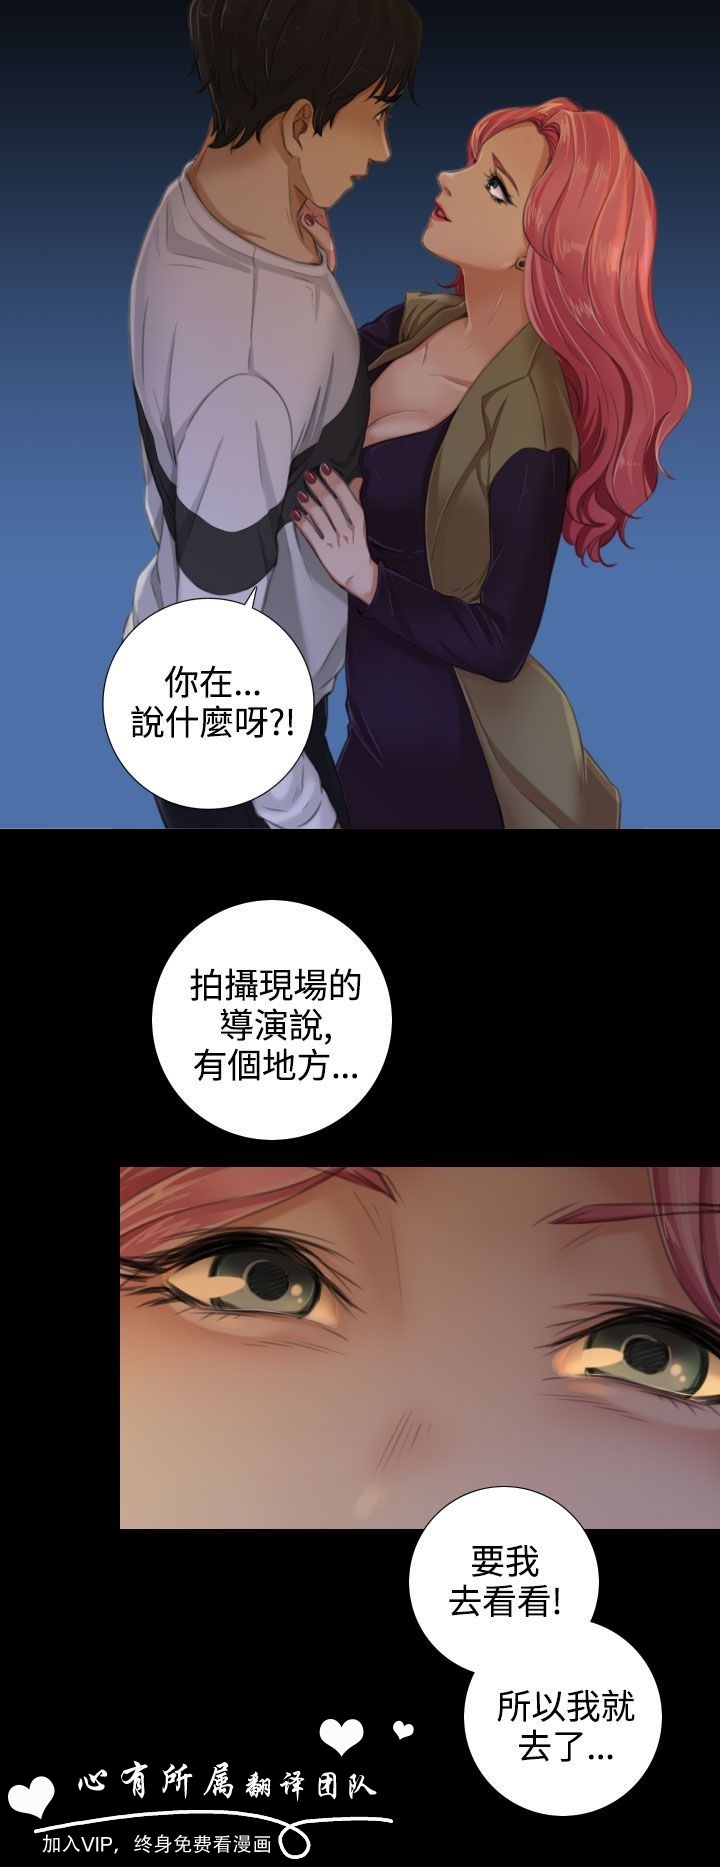 你在...
說什麼呀?!
拍攝現場的
導演說,
有個地方...
要我
去看看!
所以我就
去了...
心有所属翻译团队
加入VIP，终身免费看漫画